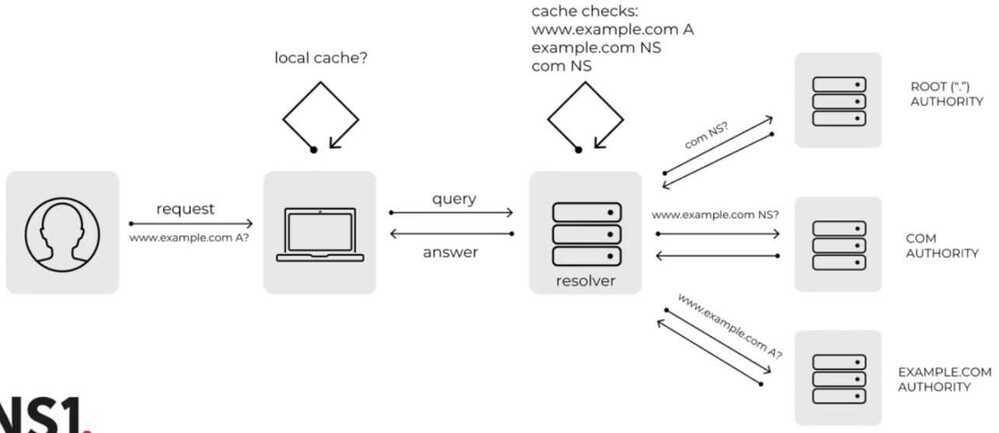 cache checks:
www.example.com A
example.com NS
com NS
local cache?
ROOT (".")
AUTHORITY
com NS?
request
www.example.com A?
query
answer
resolver
www.example.com NS?
COM
AUTHORITY
www.example.com A?
EXAMPLE.COM
AUTHORITY
NS1.